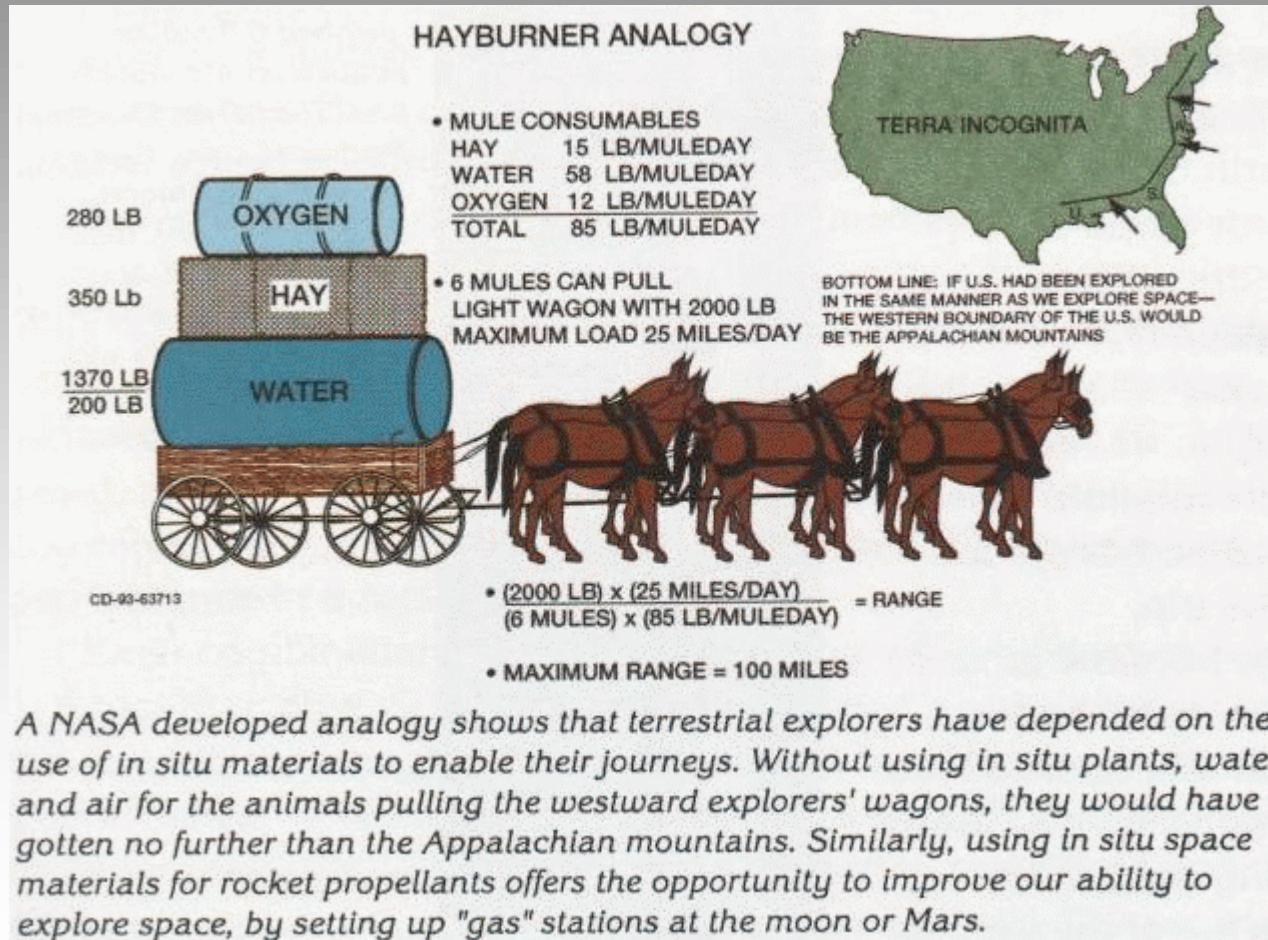 HAYBURNER ANALOGY
• MULE CONSUMABLES
HAY 15 LB/MULEDAY
WATER 58 LB/MULEDAY
OXYGEN 12 LB/MULEDAY
TOTAL 85 LB/MULEDAY
• 6 MULES CAN PULL
LIGHT WAGON WITH 2000 LB
MAXIMUM LOAD 25 MILES/DAY
TERRA INCOGNITA
U.S.
BOTTOM LINE: IF U.S. HAD BEEN EXPLORED
IN THE SAME MANNER AS WE EXPLORE SPACE—
THE WESTERN BOUNDARY OF THE U.S. WOULD
BE THE APPALACHIAN MOUNTAINS
280 LB
OXYGEN
350 Lb
HAY
1370 LB
200 LB
WATER
CD-93-63713
• (2000 LB) x (25 MILES/DAY)
(6 MULES) x (85 LB/MULEDAY)
= RANGE
• MAXIMUM RANGE = 100 MILES
A NASA developed analogy shows that terrestrial explorers have depended on the
use of in situ materials to enable their journeys. Without using in situ plants, wate
and air for the animals pulling the westward explorers' wagons, they would have
gotten no further than the Appalachian mountains. Similarly, using in situ space
materials for rocket propellants offers the opportunity to improve our ability to
explore space, by setting up "gas" stations at the moon or Mars.